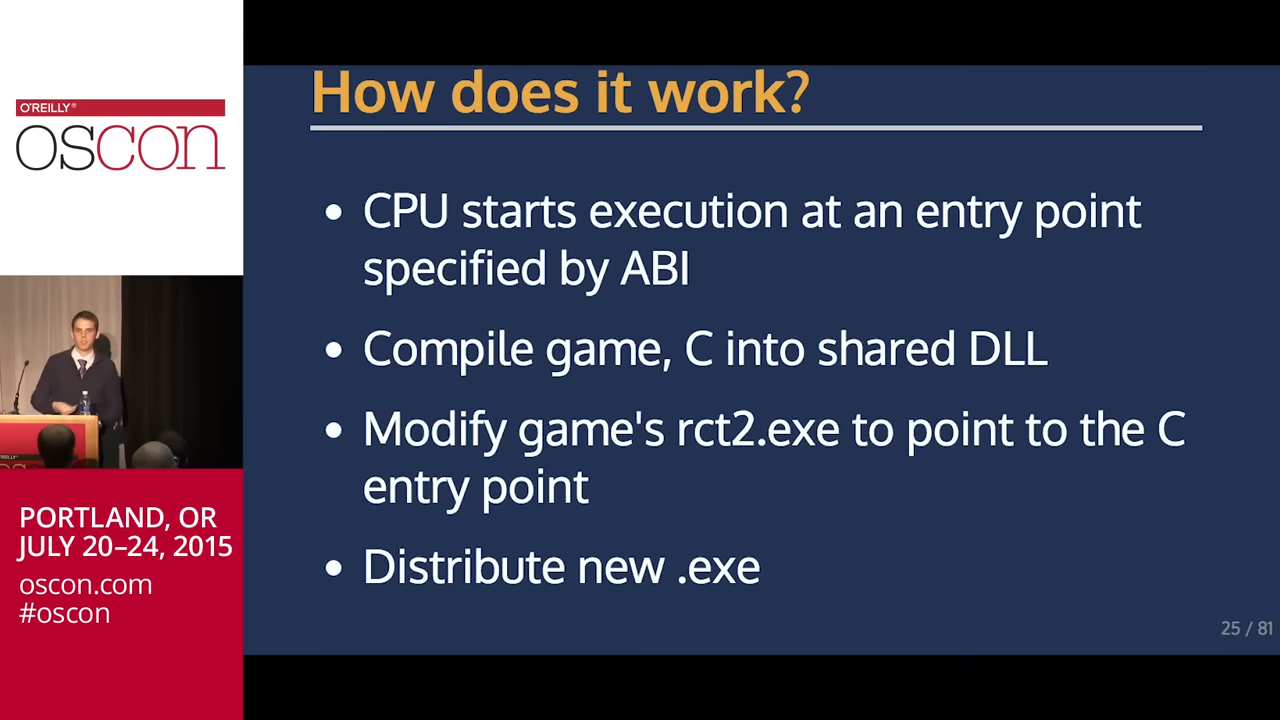 O'REILLY®
oscon
PORTLAND, OR
JULY 20–24, 2015
oscon.com
#oscon
How does it work?
• CPU starts execution at an entry point
specified by ABI
• Compile game, C into shared DLL
• Modify game's rct2.exe to point to the C
entry point
• Distribute new .exe
25 / 81